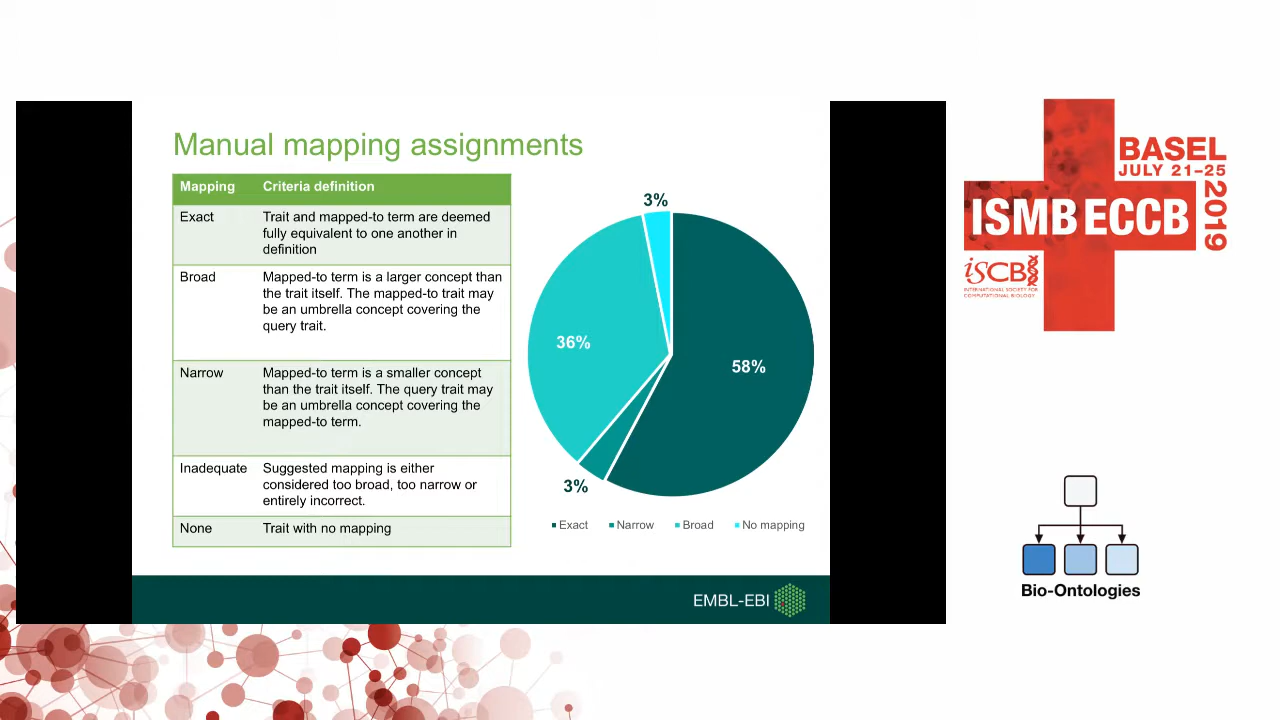 Manual mapping assignments
Mapping Criteria definition
Exact Trait and mapped-to term are deemed
fully equivalent to one another in
definition
Broad Mapped-to term is a larger concept than
the trait itself. The mapped-to trait may
be an umbrella concept covering the
query trait.
Narrow Mapped-to term is a smaller concept
than the trait itself. The query trait may
be an umbrella concept covering the
mapped-to term.
Inadequate Suggested mapping is either
considered too broad, too narrow or
entirely incorrect.
None Trait with no mapping
3%
36%
58%
3%
Exact Narrow Broad No mapping
EMBL-EBI
BASEL
JULY 21–25
2019
ISMB ECCB
iSCB
INTERNATIONAL SOCIETY FOR
COMPUTATIONAL BIOLOGY
Bio-Ontologies